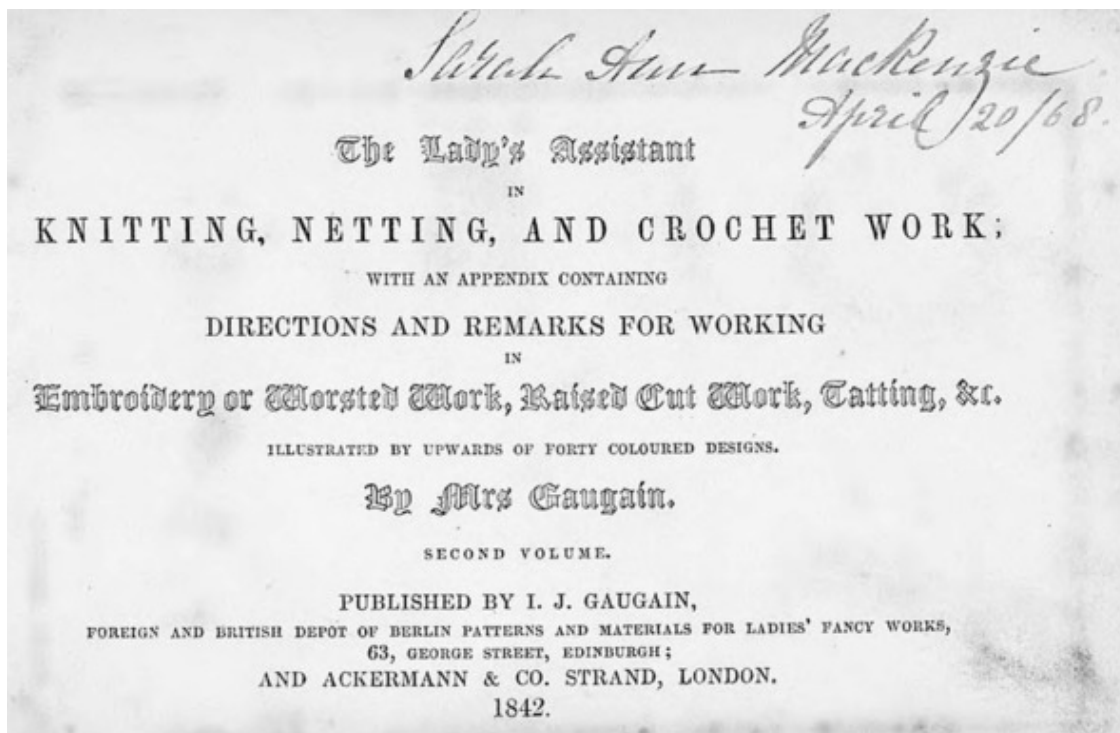 Sarah Ann MacKenzie
April 20/68.
The Lady's Assistant
IN
KNITTING, NETTING, AND CROCHET WORK;
WITH AN APPENDIX CONTAINING
DIRECTIONS AND REMARKS FOR WORKING
IN
Embroidery or Worsted Work, Raised Cut Work, Tatting, &c.
ILLUSTRATED BY UPWARDS OF FORTY COLOURED DESIGNS.
By Mrs Gaugain.
SECOND VOLUME.
PUBLISHED BY I. J. GAUGAIN,
FOREIGN AND BRITISH DEPOT OF BERLIN PATTERNS AND MATERIALS FOR LADIES' FANCY WORKS,
63, GEORGE STREET, EDINBURGH;
AND ACKERMANN & CO. STRAND, LONDON.
1842.